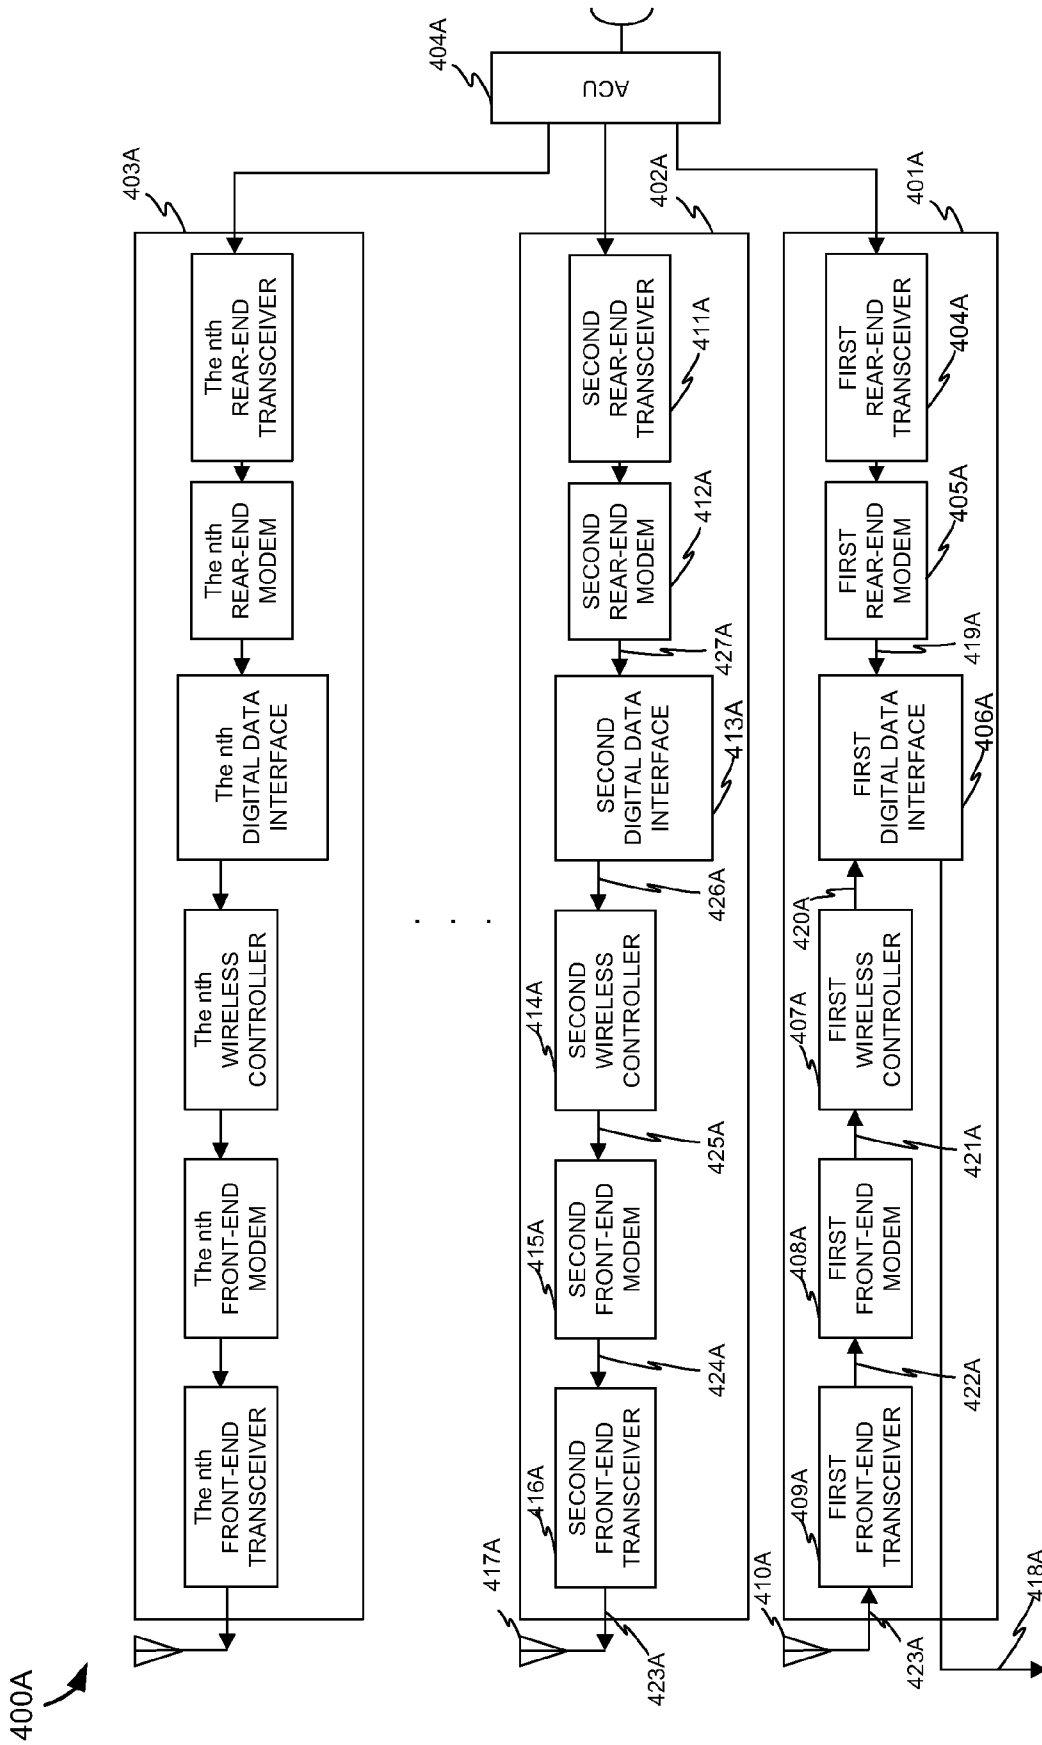 400A
403A
The nth
FRONT-END
TRANSCEIVER
The nth
FRONT-END
MODEM
The nth
WIRELESS
CONTROLLER
The nth
DIGITAL DATA
INTERFACE
The nth
REAR-END
MODEM
The nth
REAR-END
TRANSCEIVER
404A
ACU
. . .
402A
417A
423A
416A
SECOND
FRONT-END
TRANSCEIVER
424A
415A
SECOND
FRONT-END
MODEM
425A
414A
SECOND
WIRELESS
CONTROLLER
426A
SECOND
DIGITAL DATA
INTERFACE
413A
427A
SECOND
REAR-END
MODEM
412A
SECOND
REAR-END
TRANSCEIVER
411A
401A
410A
423A
409A
FIRST
FRONT-END
TRANSCEIVER
422A
408A
FIRST
FRONT-END
MODEM
421A
407A
FIRST
WIRELESS
CONTROLLER
420A
FIRST
DIGITAL DATA
INTERFACE
406A
419A
FIRST
REAR-END
MODEM
405A
FIRST
REAR-END
TRANSCEIVER
404A
418A